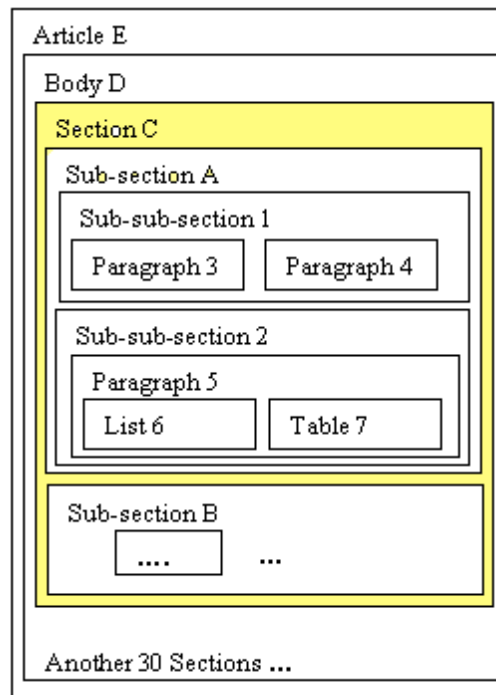 Article E
Body D
Section C
Sub-section A
Sub-sub-section 1
Paragraph 3 Paragraph 4
Sub-sub-section 2
Paragraph 5
List 6 Table 7
Sub-section B
.... ...
Another 30 Sections ...